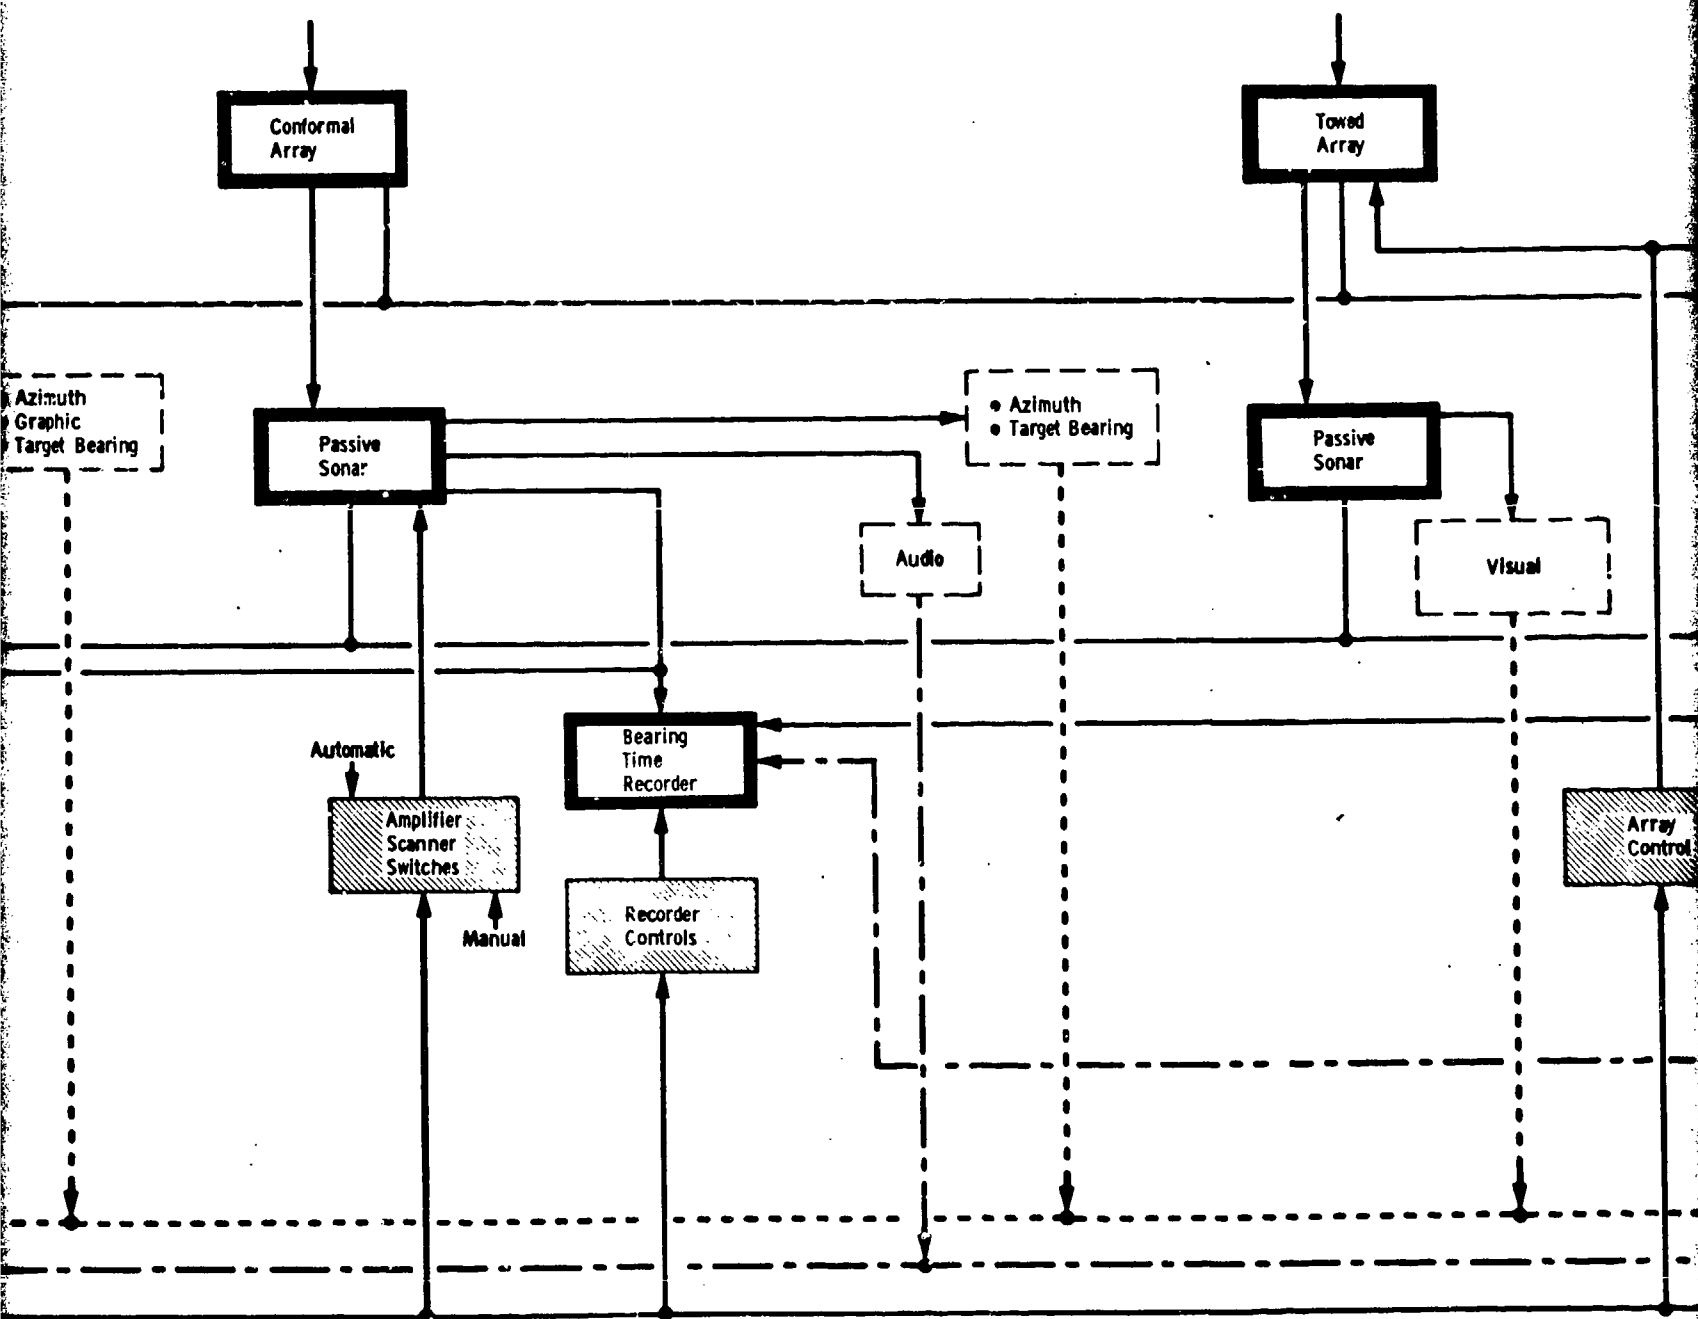 Conformal
Array
Towed
Array
Azimuth
Graphic
Target Bearing
Passive
Sonar
• Azimuth
• Target Bearing
Passive
Sonar
Audio
Visual
Bearing
Time
Recorder
Automatic
Amplifier
Scanner
Switches
Manual
Recorder
Controls
Array
Control